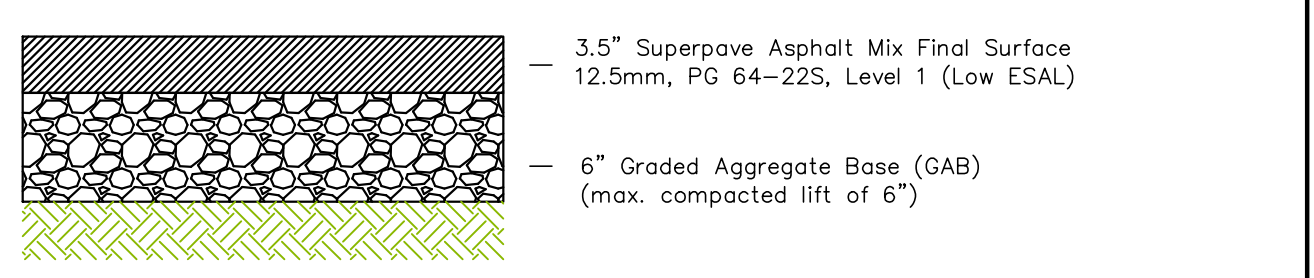 3.5” Superpave Asphalt Mix Final Surface
12.5mm, PG 64-22S, Level 1 (Low ESAL)
6” Graded Aggregate Base (GAB)
(max. compacted lift of 6”)